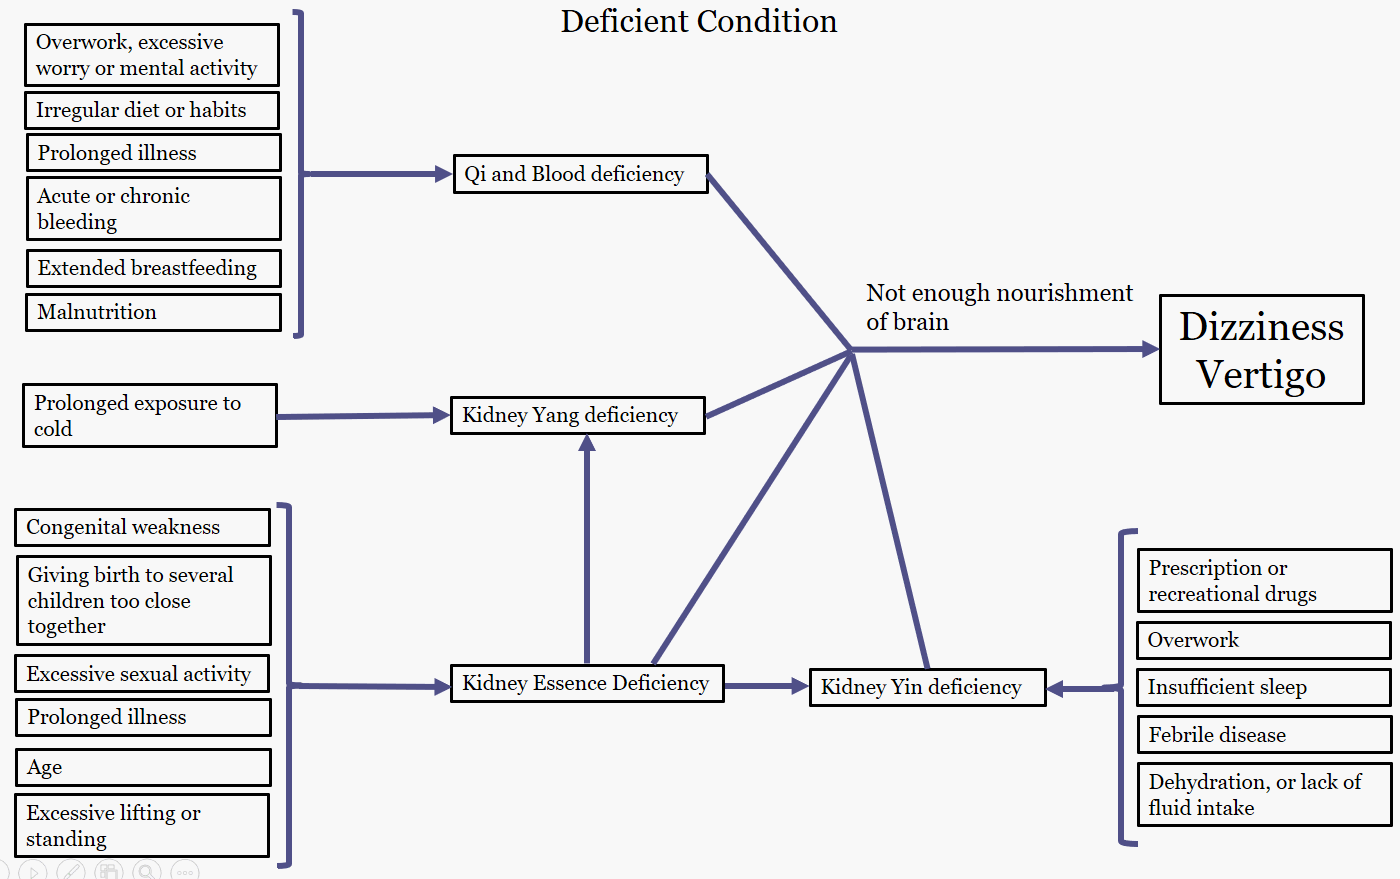 Deficient Condition
Overwork, excessive
worry or mental activity
Irregular diet or habits
Prolonged illness
Acute or chronic
bleeding
Extended breastfeeding
Malnutrition
Qi and Blood deficiency
Not enough nourishment
of brain
Dizziness
Vertigo
Prolonged exposure to
cold
Kidney Yang deficiency
Congenital weakness
Giving birth to several
children too close
together
Excessive sexual activity
Prolonged illness
Age
Excessive lifting or
standing
Kidney Essence Deficiency
Kidney Yin deficiency
Prescription or
recreational drugs
Overwork
Insufficient sleep
Febrile disease
Dehydration, or lack of
fluid intake